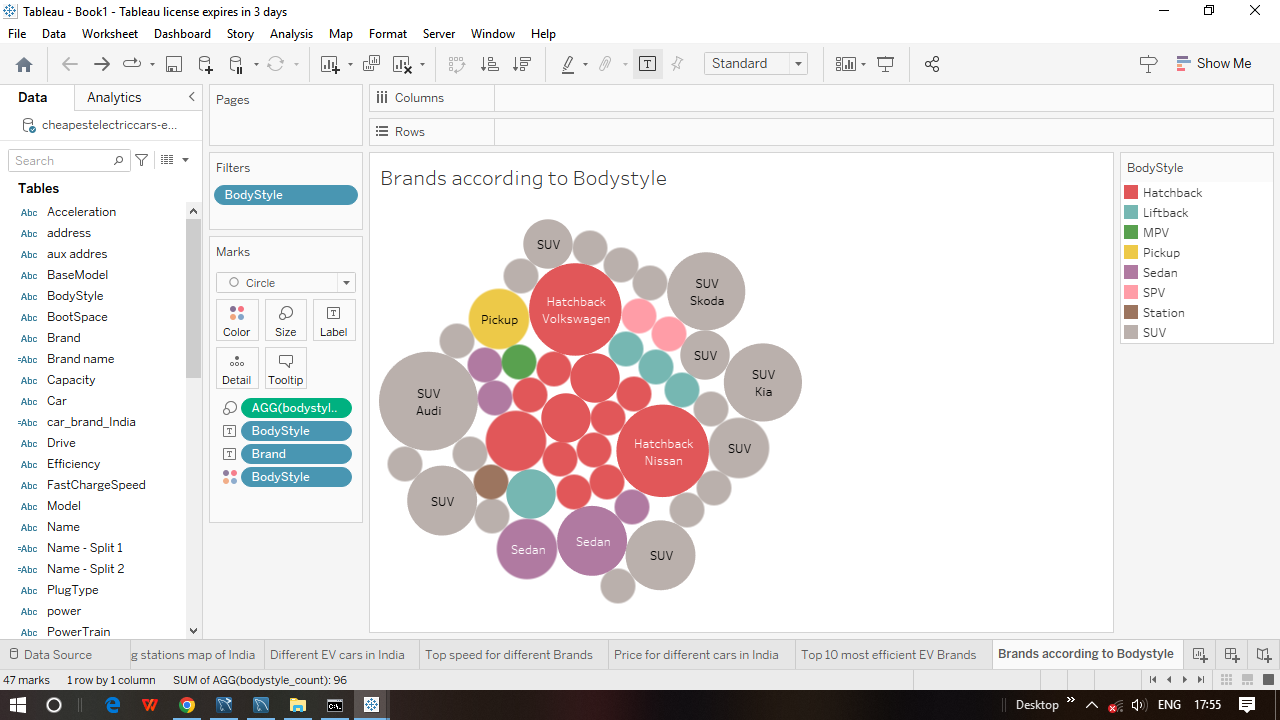 Tableau - Book1 - Tableau license expires in 3 days
File Data Worksheet Dashboard Story Analysis Map Format Server Window Help
Standard
Show Me
Data Analytics
cheapestelectriccars-e...
Search
Tables
Abc Acceleration
Abc address
Abc aux addres
Abc BaseModel
Abc BodyStyle
Abc BootSpace
Abc Brand
=Abc Brand name
Abc Capacity
Abc Car
=Abc car_brand_India
Abc Drive
Abc Efficiency
Abc FastChargeSpeed
Abc Model
Abc Name
=Abc Name - Split 1
=Abc Name - Split 2
Abc PlugType
Abc power
Abc PowerTrain
Pages
Filters
BodyStyle
Marks
Circle
Color Size Label
Detail Tooltip
AGG(bodystyl..
BodyStyle
Brand
BodyStyle
Columns
Rows
Brands according to Bodystyle
SUV
SUV
Skoda
Hatchback
Volkswagen
Pickup
SUV
SUV
Kia
SUV
Audi
Hatchback
Nissan
SUV
SUV
Sedan
Sedan
SUV
BodyStyle
Hatchback
Liftback
MPV
Pickup
Sedan
SPV
Station
SUV
Data Source g stations map of India Different EV cars in India Top speed for different Brands Price for different cars in India Top 10 most efficient EV Brands Brands according to Bodystyle
47 marks 1 row by 1 column SUM of AGG(bodystyle_count): 96
Desktop ENG 17:55